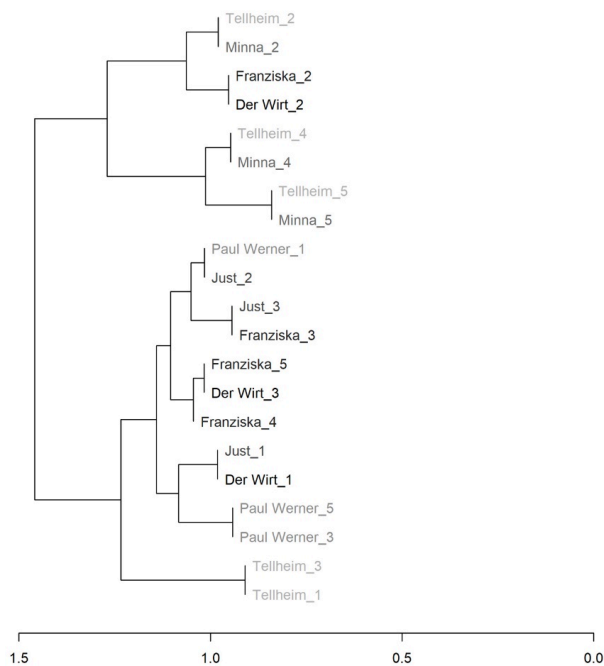 Tellheim_2
Minna_2
Franziska_2
Der Wirt_2
Tellheim_4
Minna_4
Tellheim_5
Minna_5
Paul Werner_1
Just_2
Just_3
Franziska_3
Franziska_5
Der Wirt_3
Franziska_4
Just_1
Der Wirt_1
Paul Werner_5
Paul Werner_3
Tellheim_3
Tellheim_1
1.5 1.0 0.5 0.0